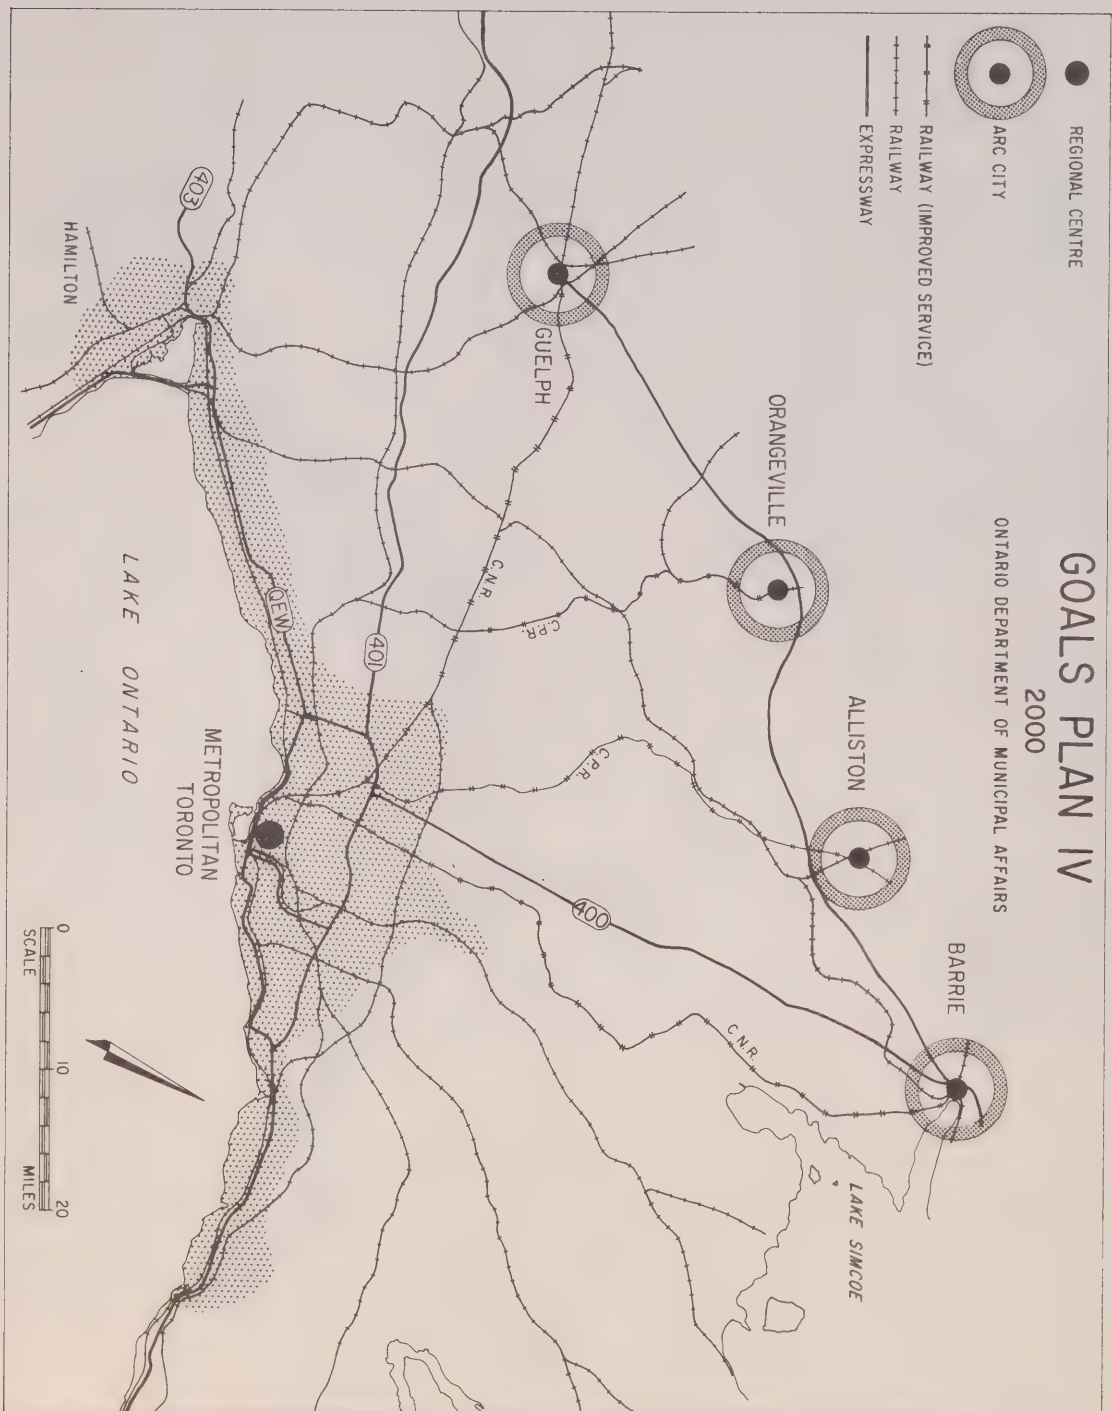 GOALS PLAN IV
2000
ONTARIO DEPARTMENT OF MUNICIPAL AFFAIRS
REGIONAL CENTRE
ARC CITY
RAILWAY (IMPROVED SERVICE)
RAILWAY
EXPRESSWAY
BARRIE
ALLISTON
ORANGEVILLE
LAKE SIMCOE
GUELPH
C.N.R.
C.P.R.
C.P.R.
C.N.R.
400
401
403
QEW
HAMILTON
METROPOLITAN
TORONTO
LAKE ONTARIO
0 10 20
SCALE MILES